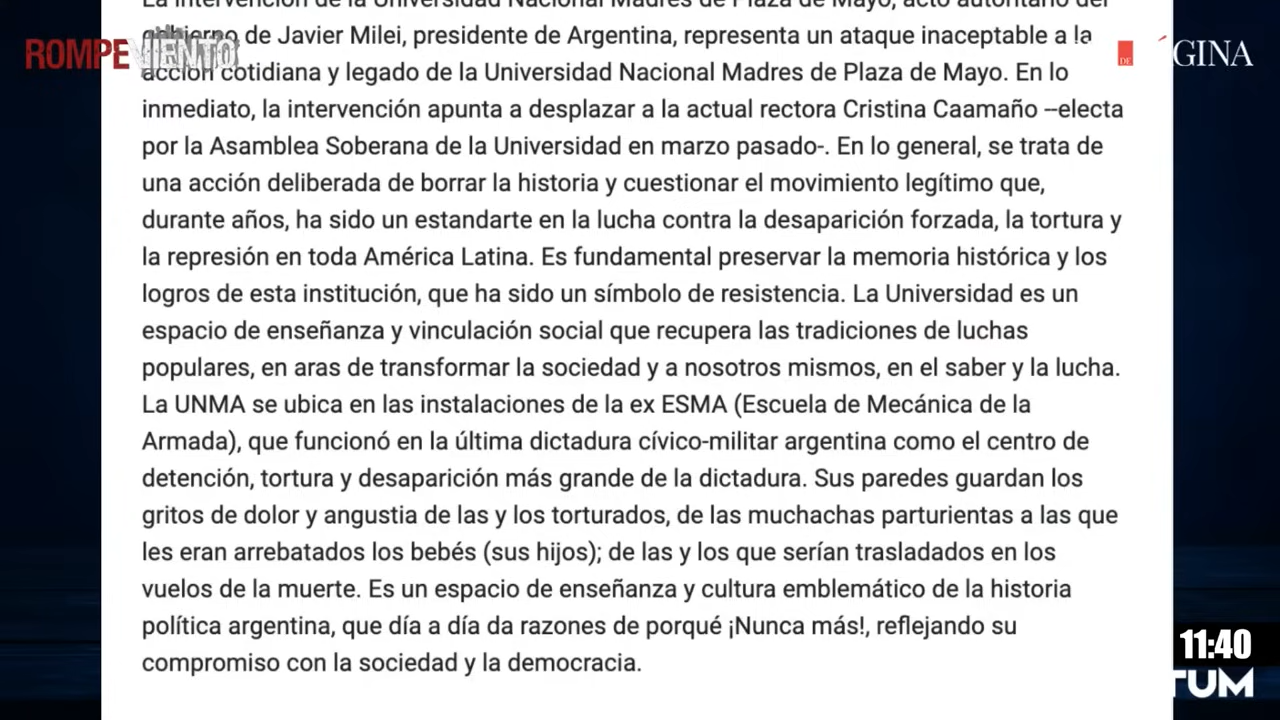 La intervención de la Universidad Nacional Madres de Plaza de Mayo, acto autoritario del
gobierno de Javier Milei, presidente de Argentina, representa un ataque inaceptable a la
acción cotidiana y legado de la Universidad Nacional Madres de Plaza de Mayo. En lo
inmediato, la intervención apunta a desplazar a la actual rectora Cristina Caamaño –electa
por la Asamblea Soberana de la Universidad en marzo pasado-. En lo general, se trata de
una acción deliberada de borrar la historia y cuestionar el movimiento legítimo que,
durante años, ha sido un estandarte en la lucha contra la desaparición forzada, la tortura y
la represión en toda América Latina. Es fundamental preservar la memoria histórica y los
logros de esta institución, que ha sido un símbolo de resistencia. La Universidad es un
espacio de enseñanza y vinculación social que recupera las tradiciones de luchas
populares, en aras de transformar la sociedad y a nosotros mismos, en el saber y la lucha.
La UNMA se ubica en las instalaciones de la ex ESMA (Escuela de Mecánica de la
Armada), que funcionó en la última dictadura cívico-militar argentina como el centro de
detención, tortura y desaparición más grande de la dictadura. Sus paredes guardan los
gritos de dolor y angustia de las y los torturados, de las muchachas parturientas a las que
les eran arrebatados los bebés (sus hijos); de las y los que serían trasladados en los
vuelos de la muerte. Es un espacio de enseñanza y cultura emblemático de la historia
política argentina, que día a día da razones de porqué ¡Nunca más!, reflejando su
compromiso con la sociedad y la democracia.
ROMPEVIENTO
DE
GINA
11:40
TUM